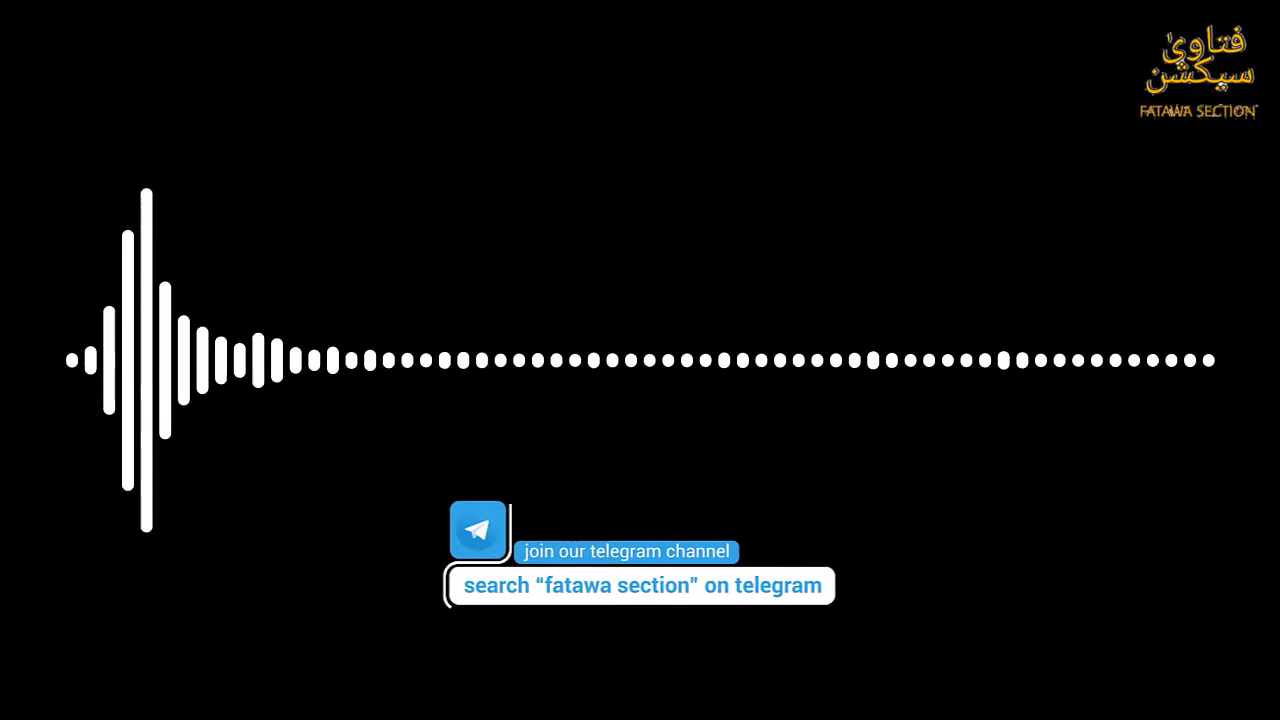 فتاویٰ
سیکشن
FATAWA SECTION
join our telegram channel
search “fatawa section” on telegram